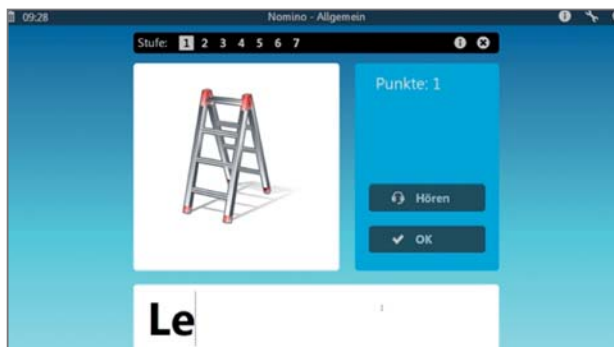 09:28 Nomino - Allgemein
Stufe: 1 2 3 4 5 6 7
Punkte: 1
Hören
OK
Le